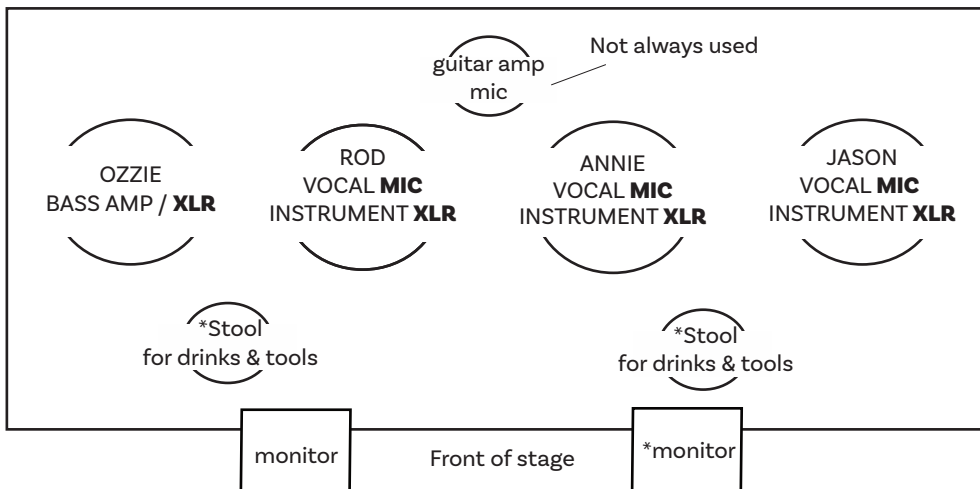 Not always used
guitar amp
mic
OZZIE
BASS AMP / XLR
ROD
VOCAL MIC
INSTRUMENT XLR
ANNIE
VOCAL MIC
INSTRUMENT XLR
JASON
VOCAL MIC
INSTRUMENT XLR
*Stool
for drinks & tools
*Stool
for drinks & tools
monitor
Front of stage
*monitor